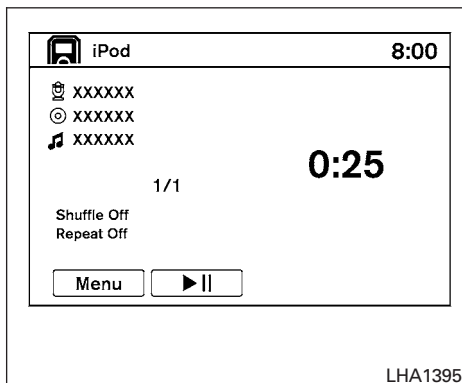 iPod 8:00
XXXXXX
XXXXXX
XXXXXX
0:25
1/1
Shuffle Off
Repeat Off
Menu
LHA1395